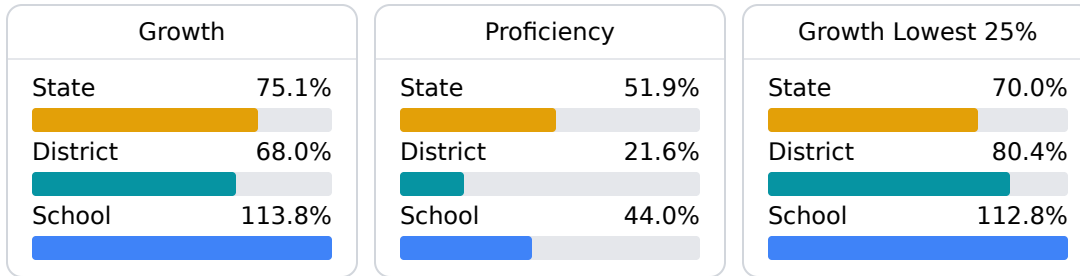 Growth
State 75.1%
District 68.0%
School 113.8%
Proficiency
State 51.9%
District 21.6%
School 44.0%
Growth Lowest 25%
State 70.0%
District 80.4%
School 112.8%